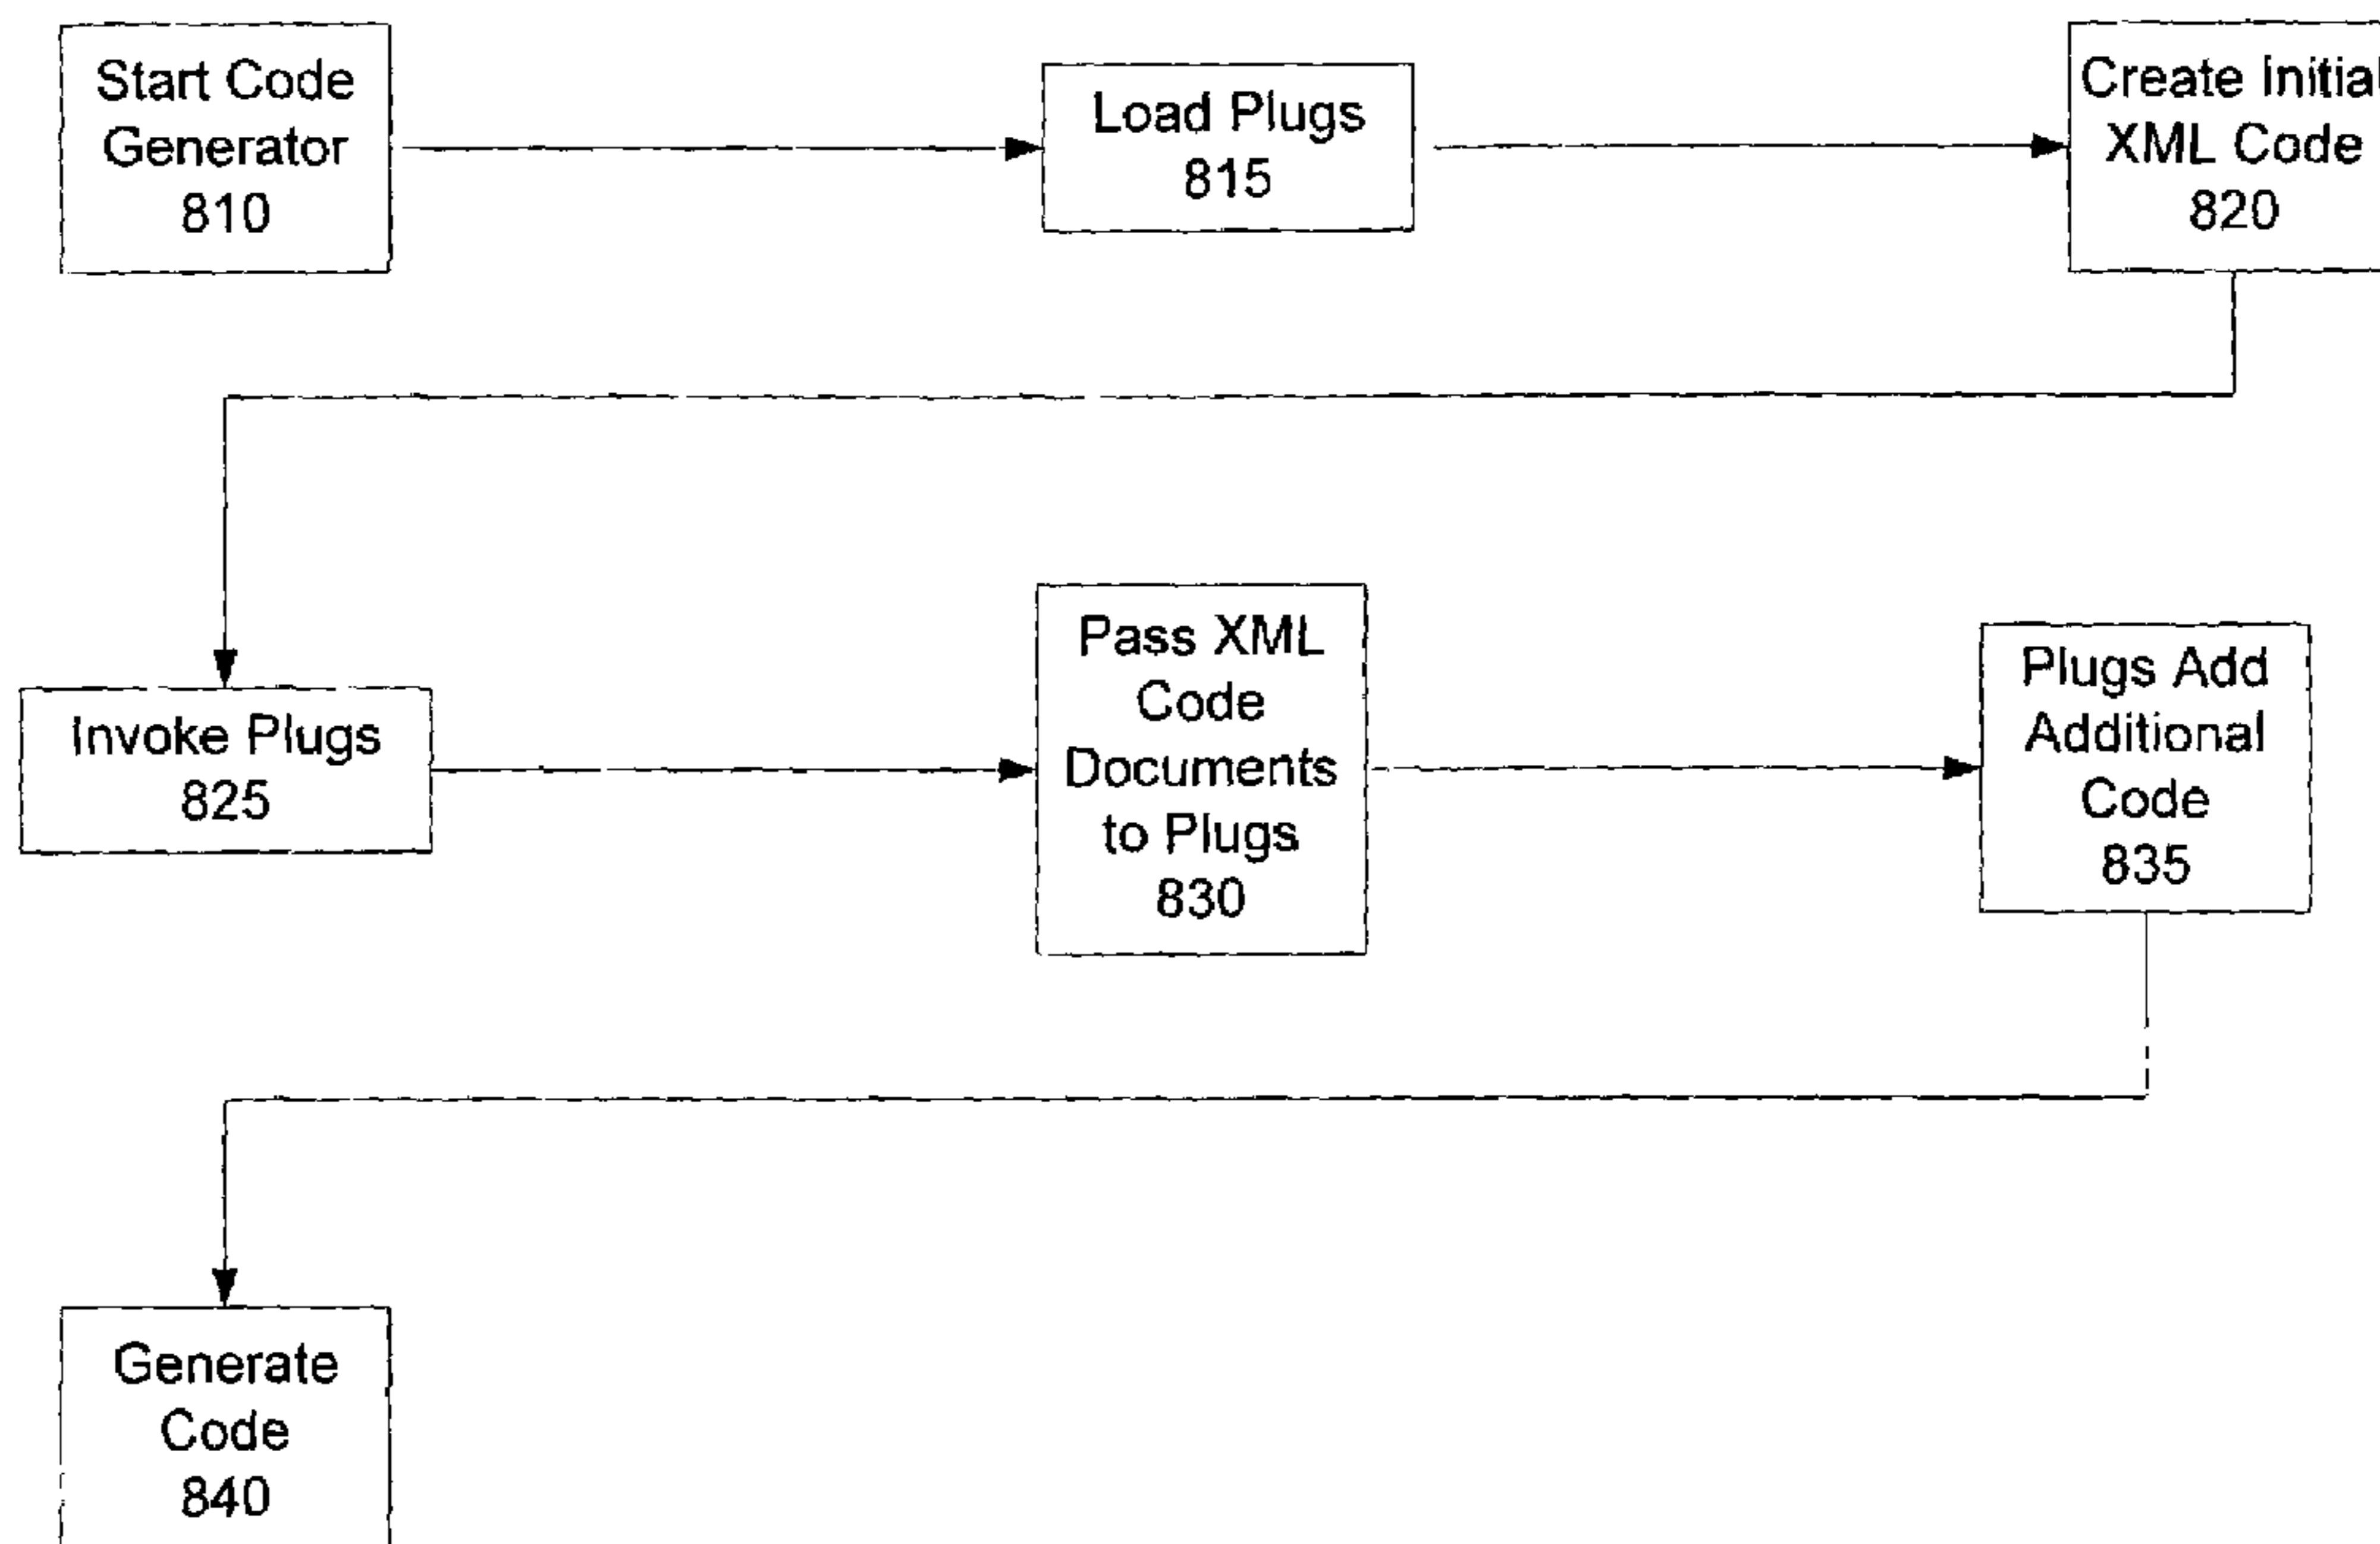 Start Code
Generator
810
Load Plugs
815
Create Initial
XML Code
820
Invoke Plugs
825
Pass XML
Code
Documents
to Plugs
830
Plugs Add
Additional
Code
835
Generate
Code
840